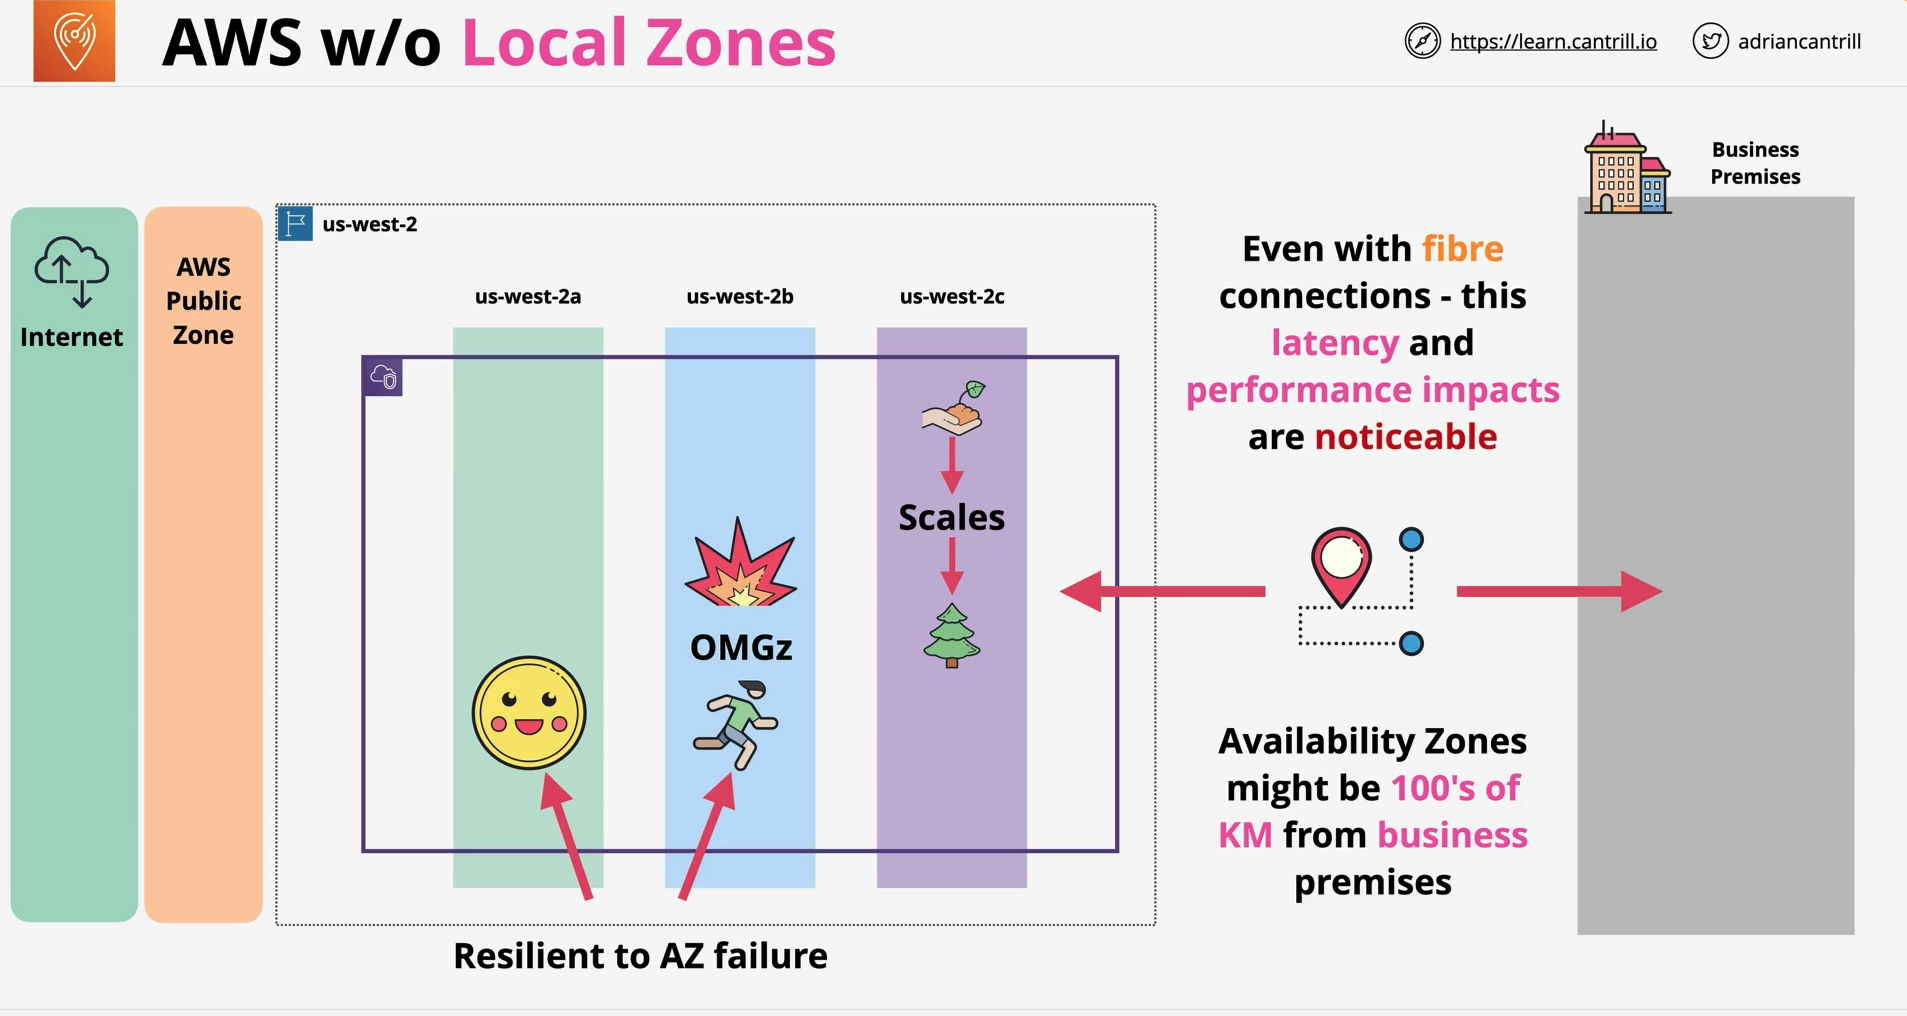 AWS w/o Local Zones
https://learn.cantrill.io
adriancantrill
Business
Premises
Internet
AWS
Public
Zone
us-west-2
us-west-2a
us-west-2b
us-west-2c
Scales
OMGz
Resilient to AZ failure
Even with fibre
connections - this
latency and
performance impacts
are noticeable
Availability Zones
might be 100's of
KM from business
premises